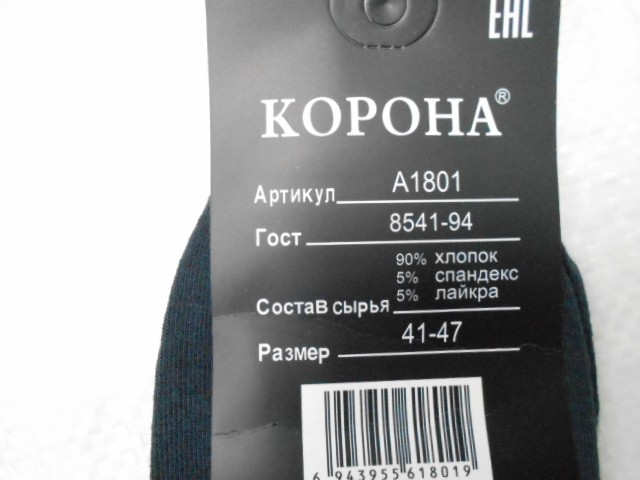 EAC
КОРОНА®
Артикул A1801
Гост 8541-94
90% хлопок
5% спандекс
Состав сырья 5% лайкра
Размер 41-47
6 943955 618019